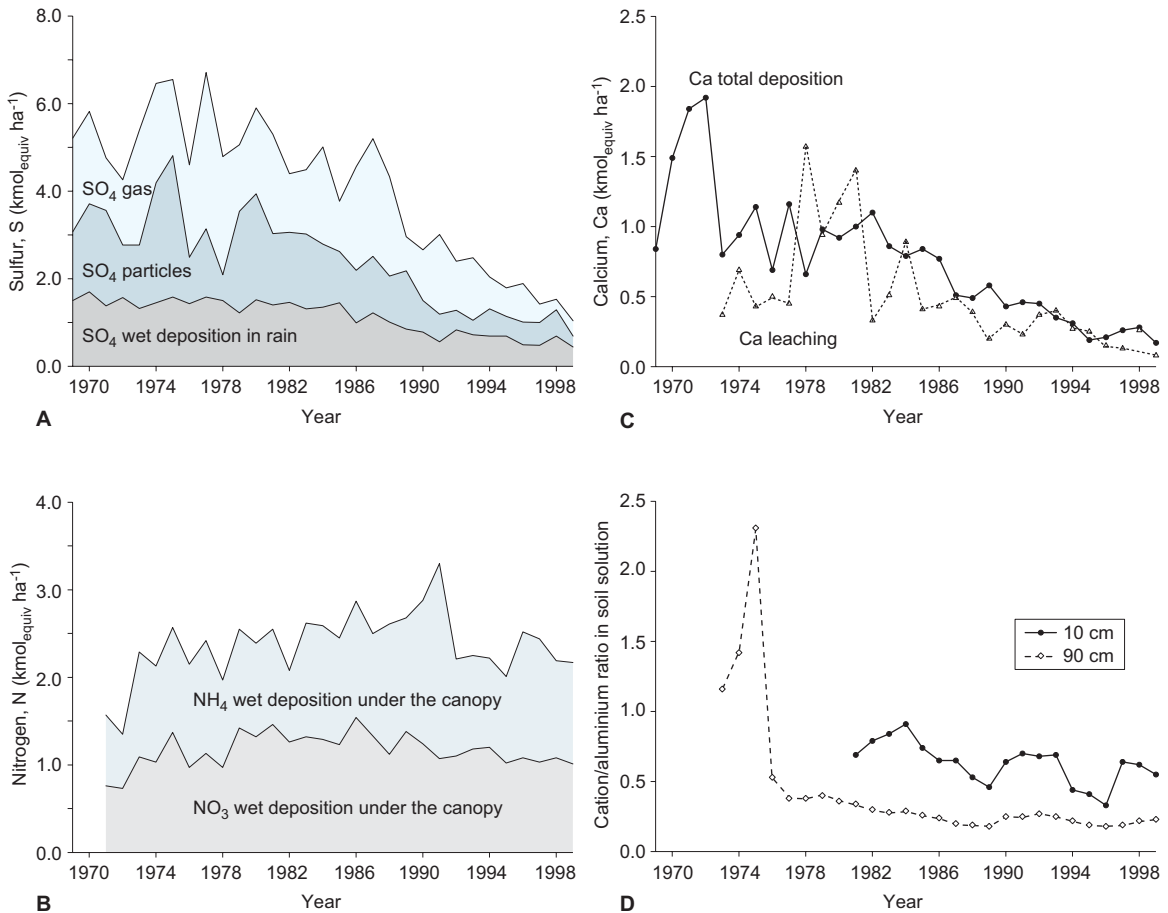 8.0
6.0
4.0
2.0
0.0
Sulfur, S (kmol_equiv ha⁻¹)
SO₄ gas
SO₄ particles
SO₄ wet deposition in rain
1970 1974 1978 1982 1986 1990 1994 1998
Year
A
2.5
2.0
1.5
1.0
0.5
0.0
Calcium, Ca (kmol_equiv ha⁻¹)
Ca total deposition
Ca leaching
1970 1974 1978 1982 1986 1990 1994 1998
Year
C
4.0
3.0
2.0
1.0
0.0
Nitrogen, N (kmol_equiv ha⁻¹)
NH₄ wet deposition under the canopy
NO₃ wet deposition under the canopy
1970 1974 1978 1982 1986 1990 1994 1998
Year
B
2.5
2.0
1.5
1.0
0.5
0.0
Cation/aluminium ratio in soil solution
10 cm
90 cm
1970 1974 1978 1982 1986 1990 1994 1998
Year
D